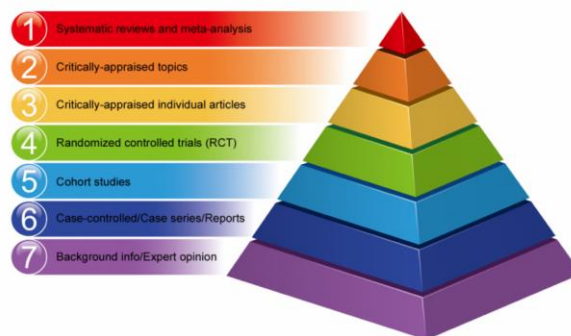 1 Systematic reviews and meta-analysis
2 Critically-appraised topics
3 Critically-appraised individual articles
4 Randomized controlled trials (RCT)
5 Cohort studies
6 Case-controlled/Case series/Reports
7 Background info/Expert opinion